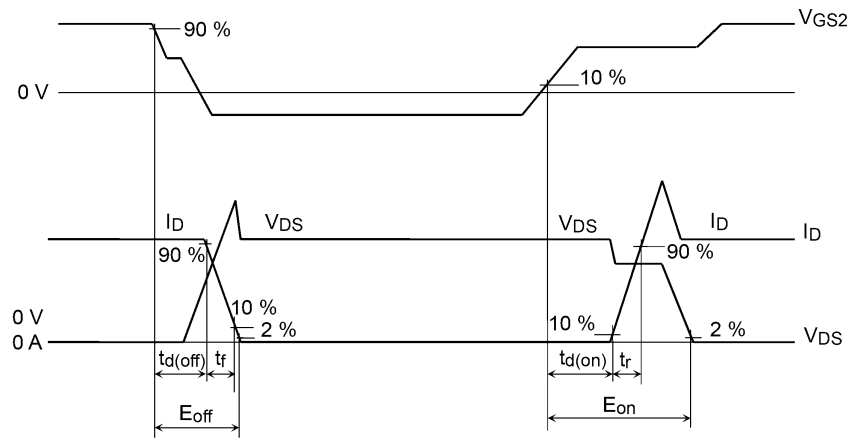 VGS2
90 %
10 %
0 V
ID
VDS
VDS
ID
ID
90 %
90 %
0 V
10 %
10 %
2 %
2 %
0 A
VDS
td(off)
tf
td(on)
tr
Eoff
Eon